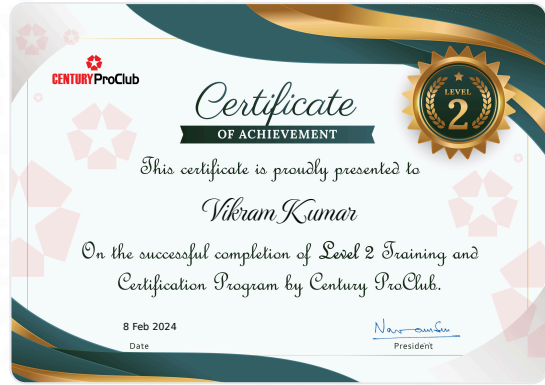 CENTURY ProClub
Certificate
OF ACHIEVEMENT
LEVEL
2
This certificate is proudly presented to
Vikram Kumar
On the successful completion of Level 2 Training and
Certification Program by Century ProClub.
8 Feb 2024
Date
President